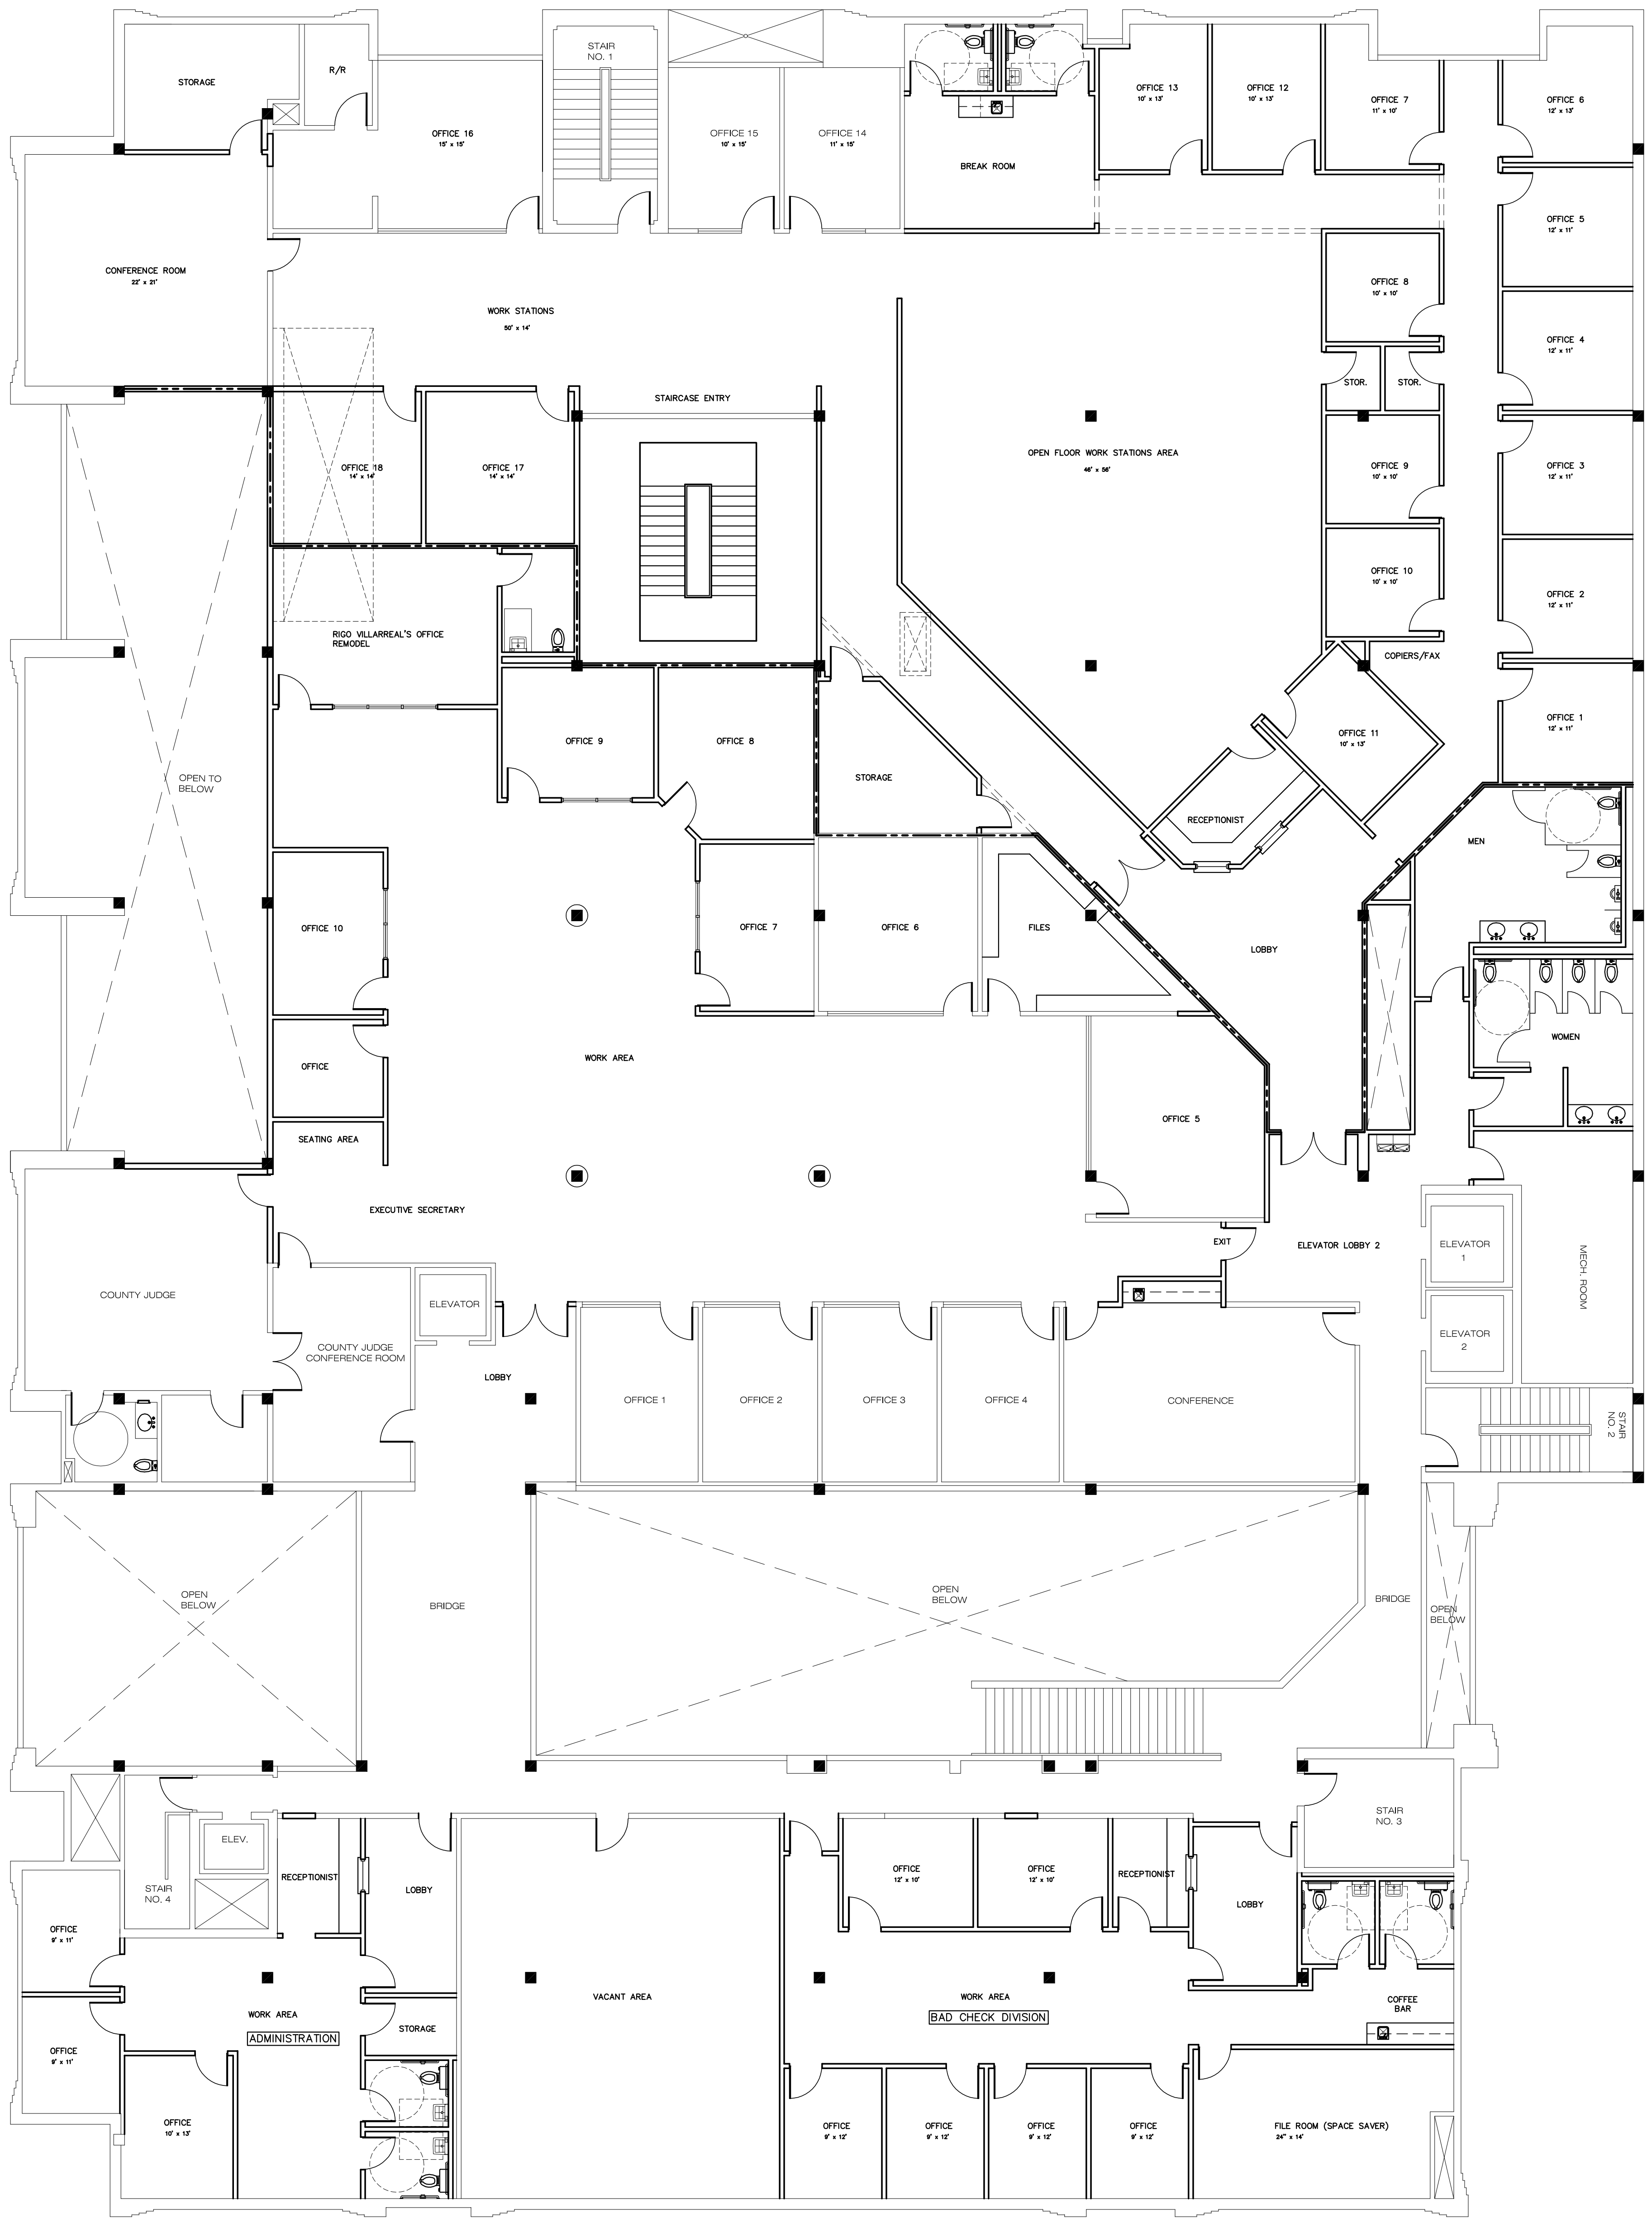 STORAGE
R/R
STAIR
NO. 1
OFFICE 16
15' x 15'
OFFICE 15
10' x 15'
OFFICE 14
11' x 15'
BREAK ROOM
OFFICE 13
10' x 13'
OFFICE 12
10' x 13'
OFFICE 7
11' x 10'
OFFICE 6
12' x 13'
OFFICE 5
12' x 11'
CONFERENCE ROOM
22' x 21'
WORK STATIONS
50' x 14'
OFFICE 8
10' x 10'
OFFICE 4
12' x 11'
STOR.
STOR.
STAIRCASE ENTRY
OPEN FLOOR WORK STATIONS AREA
46' x 56'
OFFICE 18
14' x 14'
OFFICE 17
14' x 14'
OFFICE 9
10' x 10'
OFFICE 3
12' x 11'
OFFICE 10
10' x 10'
OFFICE 2
12' x 11'
RIGO VILLARREAL'S OFFICE
REMODEL
COPIERS/FAX
OFFICE 1
12' x 11'
OFFICE 11
10' x 13'
OFFICE 9
OFFICE 8
OPEN TO
BELOW
STORAGE
RECEPTIONIST
MEN
OFFICE 10
OFFICE 7
OFFICE 6
FILES
LOBBY
WOMEN
OFFICE
WORK AREA
OFFICE 5
SEATING AREA
EXECUTIVE SECRETARY
EXIT
ELEVATOR LOBBY 2
ELEVATOR
1
MECH. ROOM
COUNTY JUDGE
ELEVATOR
ELEVATOR
2
COUNTY JUDGE
CONFERENCE ROOM
LOBBY
OFFICE 1
OFFICE 2
OFFICE 3
OFFICE 4
CONFERENCE
STAIR
NO. 2
OPEN
BELOW
BRIDGE
OPEN
BELOW
BRIDGE
OPEN
BELOW
STAIR
NO. 3
ELEV.
RECEPTIONIST
LOBBY
STAIR
NO. 4
OFFICE
12' x 10'
OFFICE
12' x 10'
RECEPTIONIST
LOBBY
OFFICE
9' x 11'
VACANT AREA
WORK AREA
BAD CHECK DIVISION
COFFEE
BAR
WORK AREA
ADMINISTRATION
STORAGE
OFFICE
9' x 11'
OFFICE
10' x 13'
OFFICE
9' x 12'
OFFICE
9' x 12'
OFFICE
9' x 12'
OFFICE
9' x 12'
FILE ROOM (SPACE SAVER)
24'" x 14'